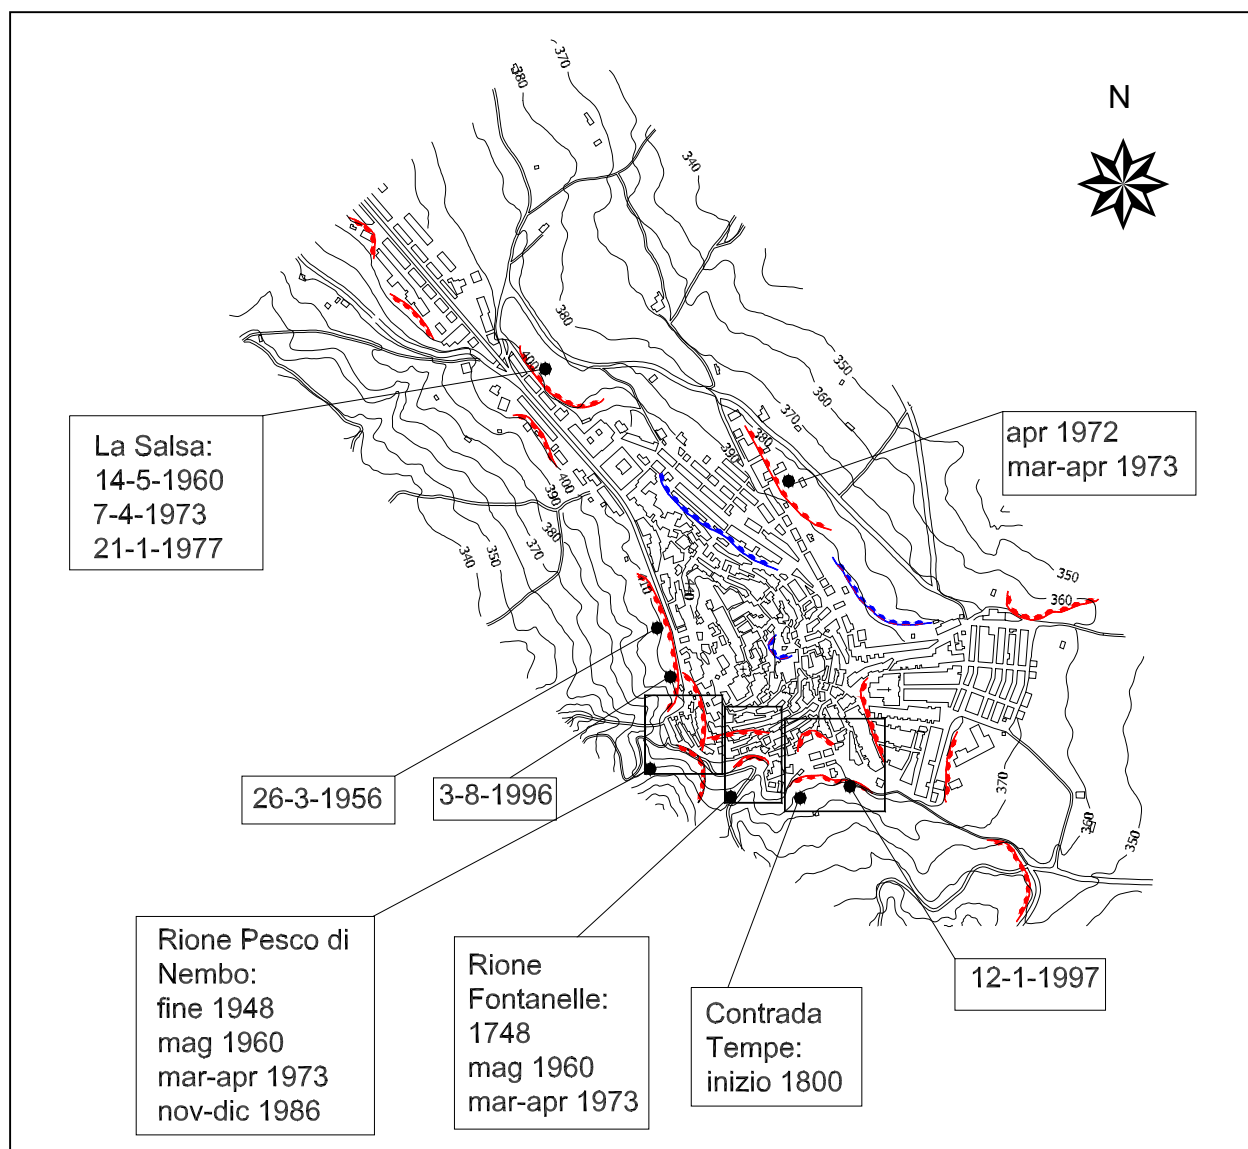 370
380
N
340
380
350
400
370
360
La Salsa:
14-5-1960
7-4-1973
21-1-1977
apr 1972
mar-apr 1973
380
390
400
390
380
370
350
340
350
360
10
10
370
360
350
26-3-1956
3-8-1996
Rione Pesco di
Nembo:
fine 1948
mag 1960
mar-apr 1973
nov-dic 1986
Rione
Fontanelle:
1748
mag 1960
mar-apr 1973
Contrada
Tempe:
inizio 1800
12-1-1997